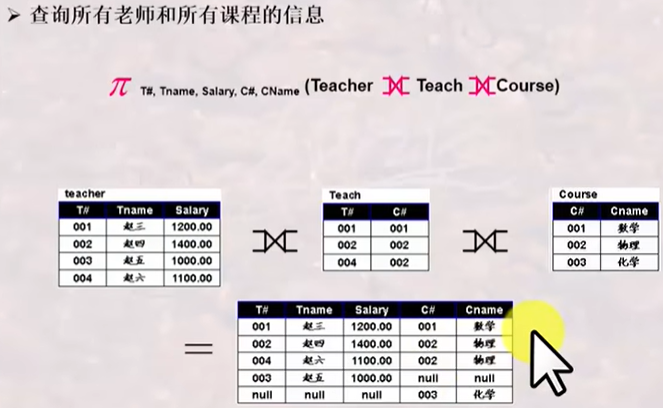 ➢ 查询所有老师和所有课程的信息
π T#, Tname, Salary, C#, CName (Teacher ⟗ Teach ⟗ Course)
teacher
T# Tname Salary
001 赵三 1200.00
002 赵四 1400.00
003 赵五 1000.00
004 赵六 1100.00
Teach
T# C#
001 001
002 002
004 002
Course
C# Cname
001 数学
002 物理
003 化学
⟗ ⟗
=
T# Tname Salary C# Cname
001 赵三 1200.00 001 数学
002 赵四 1400.00 002 物理
004 赵六 1100.00 002 物理
003 赵五 1000.00 null null
null null null 003 化学